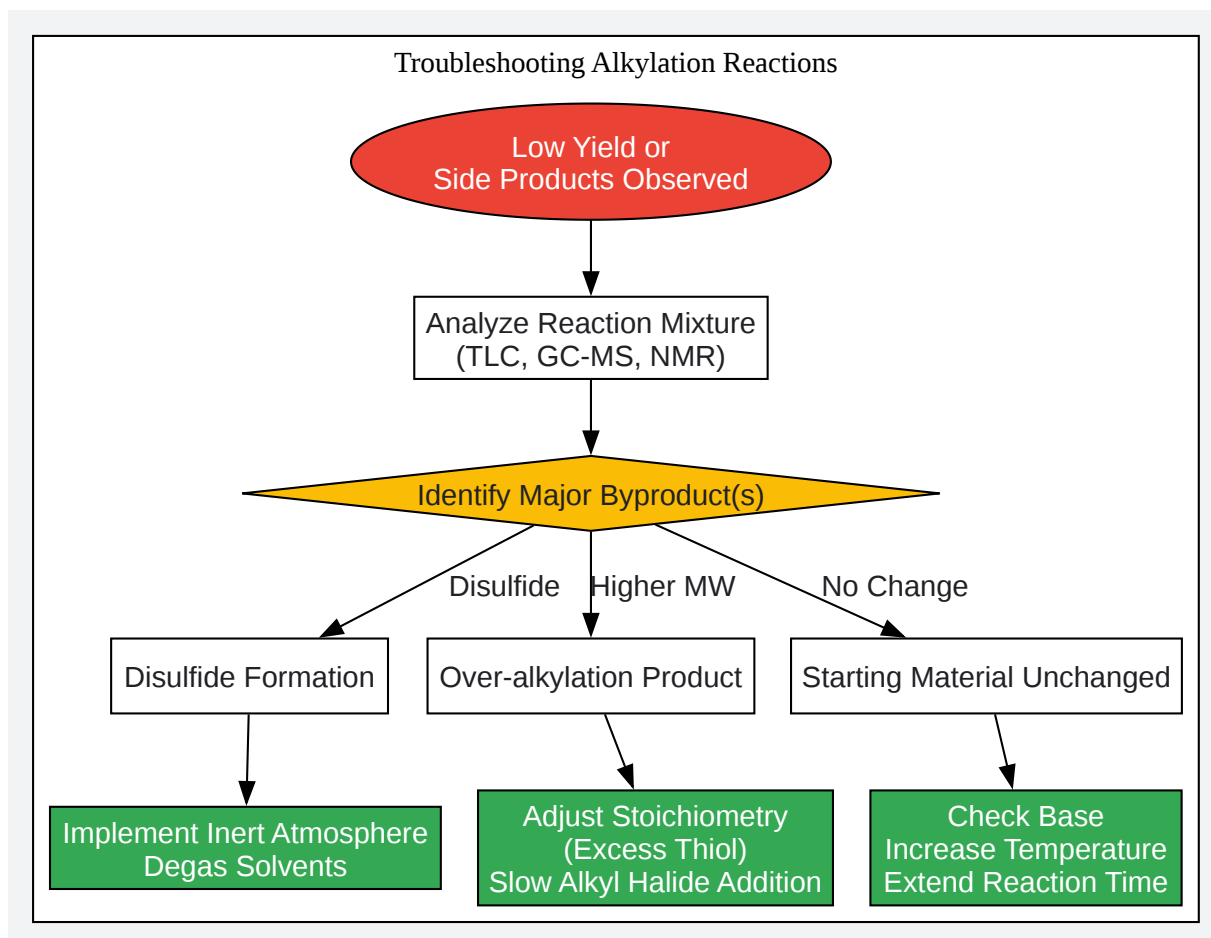 Troubleshooting Alkylation Reactions
Low Yield or
Side Products Observed
Analyze Reaction Mixture
(TLC, GC-MS, NMR)
Identify Major Byproduct(s)
Disulfide
Higher MW
No Change
Disulfide Formation
Over-alkylation Product
Starting Material Unchanged
Implement Inert Atmosphere
Degas Solvents
Adjust Stoichiometry
(Excess Thiol)
Slow Alkyl Halide Addition
Check Base
Increase Temperature
Extend Reaction Time